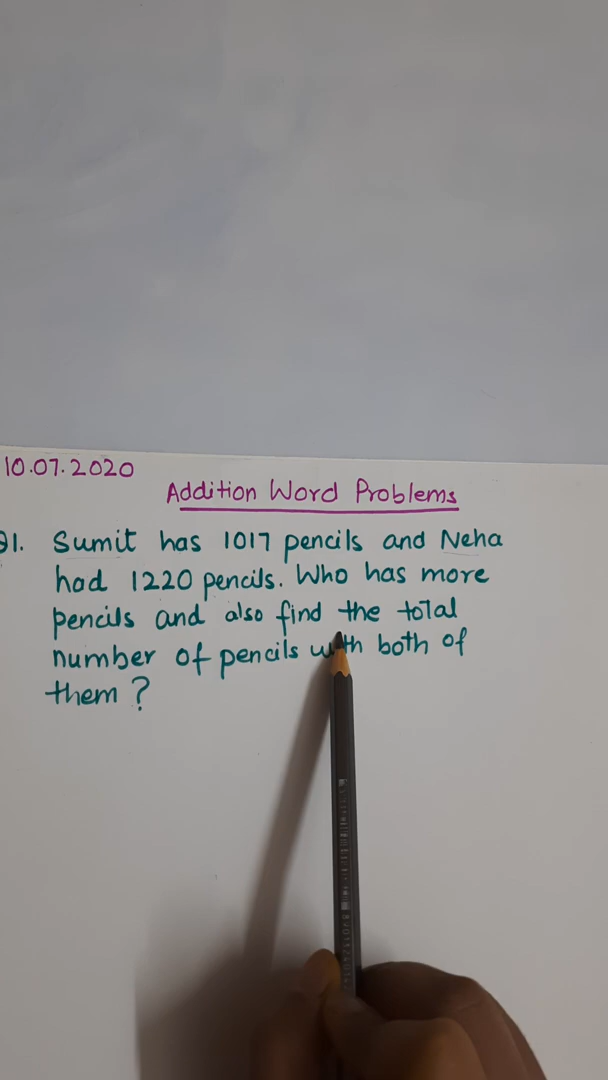 10.07.2020
Addition Word Problems
Q1. Sumit has 1017 pencils and Neha
had 1220 pencils. Who has more
pencils and also find the total
number of pencils with both of
them ?